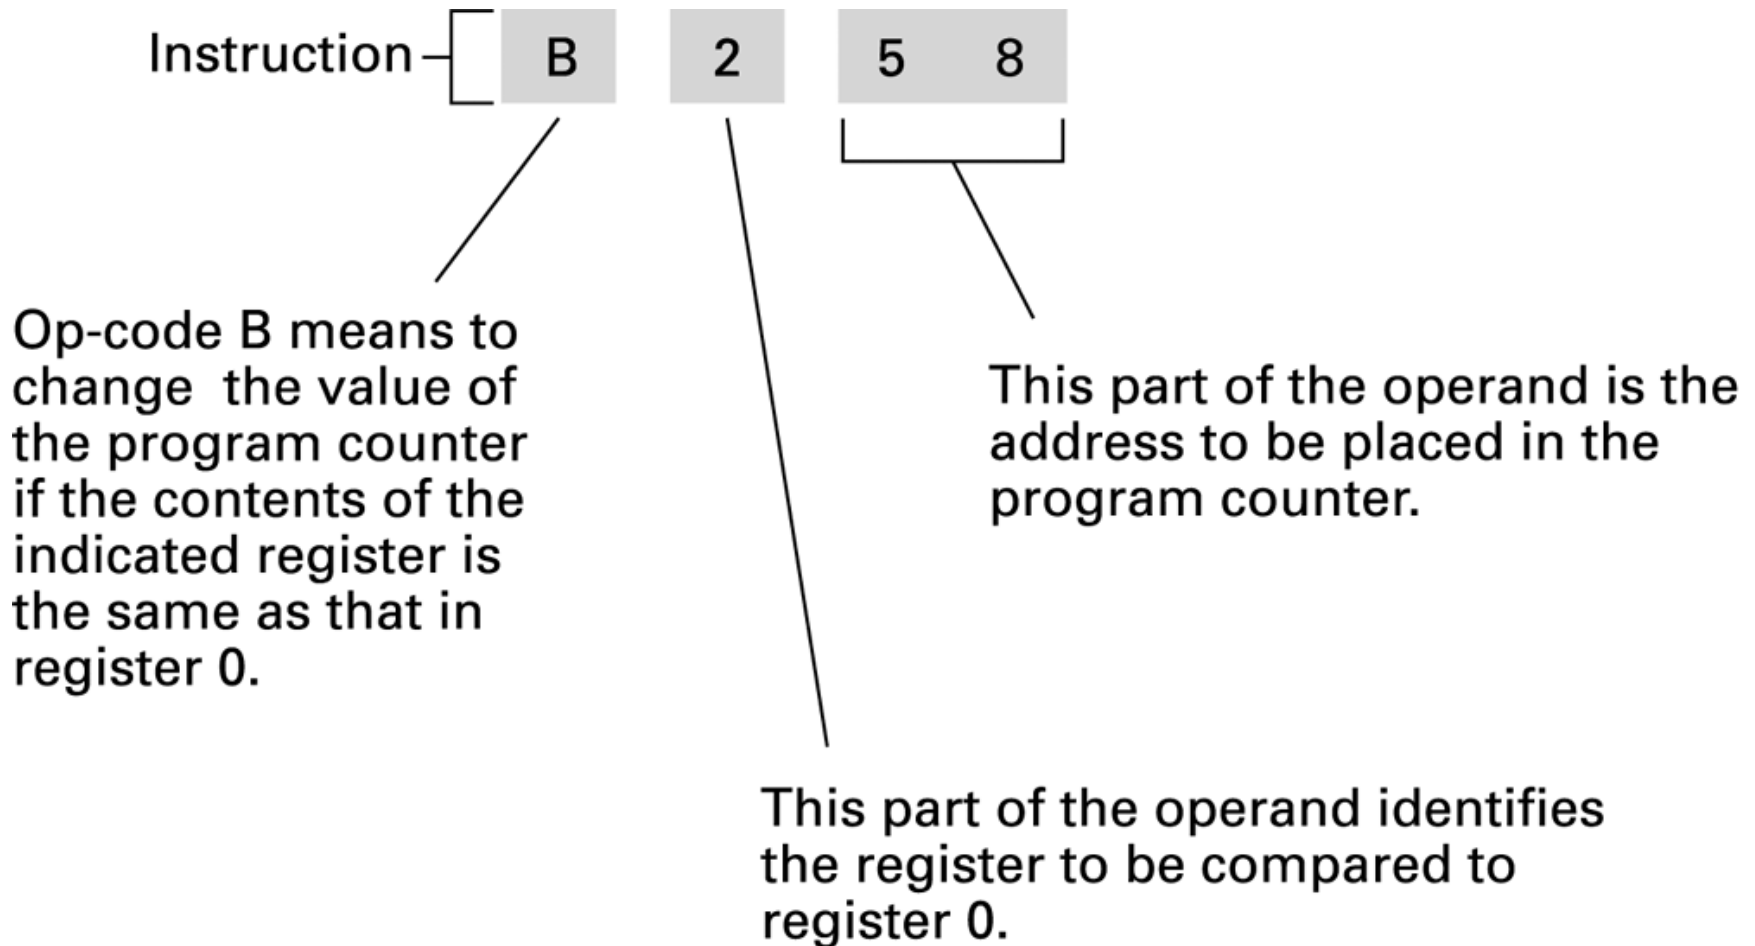 Instruction B 2 5 8
Op-code B means to
change the value of
the program counter
if the contents of the
indicated register is
the same as that in
register 0.
This part of the operand is the
address to be placed in the
program counter.
This part of the operand identifies
the register to be compared to
register 0.